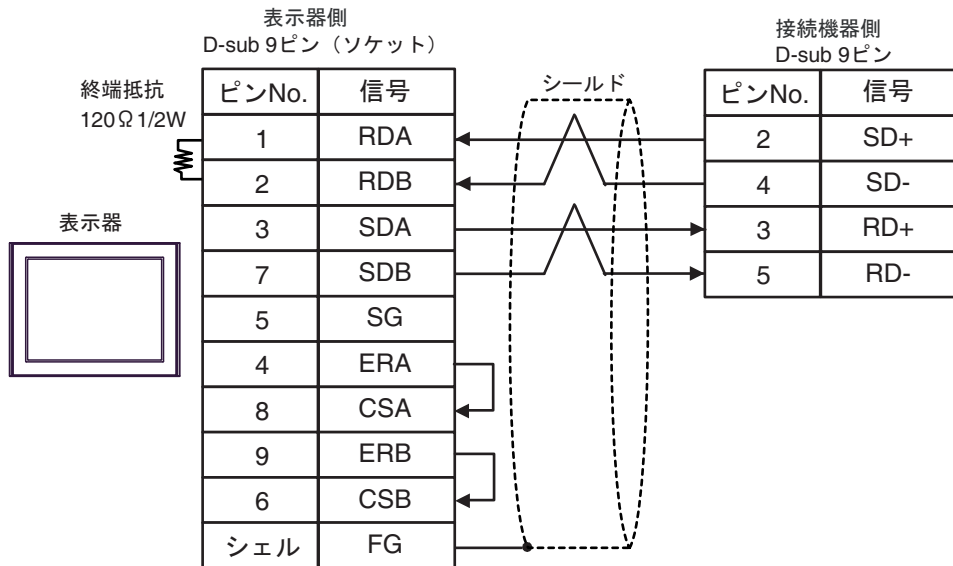 表示器側
D-sub 9ピン（ソケット）
接続機器側
D-sub 9ピン
終端抵抗
120Ω 1/2W
シールド
表示器
ピンNo. 信号
1 RDA
2 RDB
3 SDA
7 SDB
5 SG
4 ERA
8 CSA
9 ERB
6 CSB
シェル FG
ピンNo. 信号
2 SD+
4 SD-
3 RD+
5 RD-